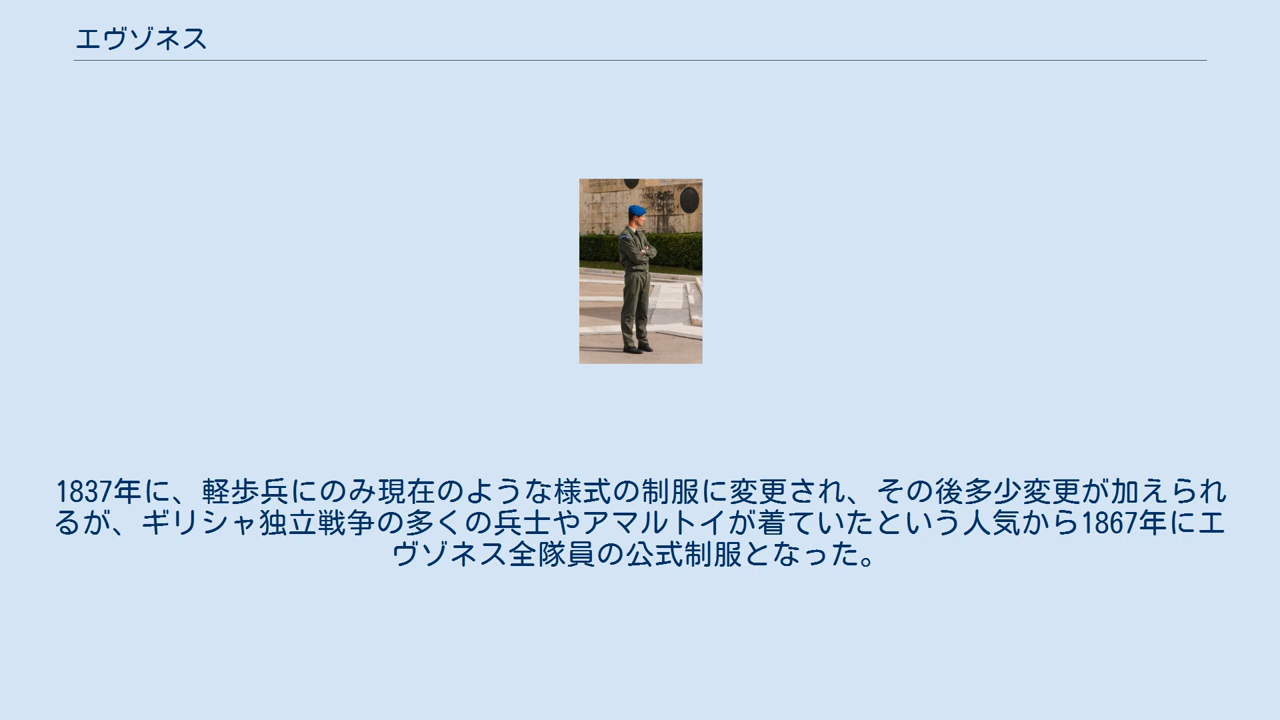 エヴゾネス
1837年に、軽歩兵にのみ現在のような様式の制服に変更され、その後多少変更が加えられ
るが、ギリシャ独立戦争の多くの兵士やアマルトイが着ていたという人気から1867年にエ
ヴゾネス全隊員の公式制服となった。